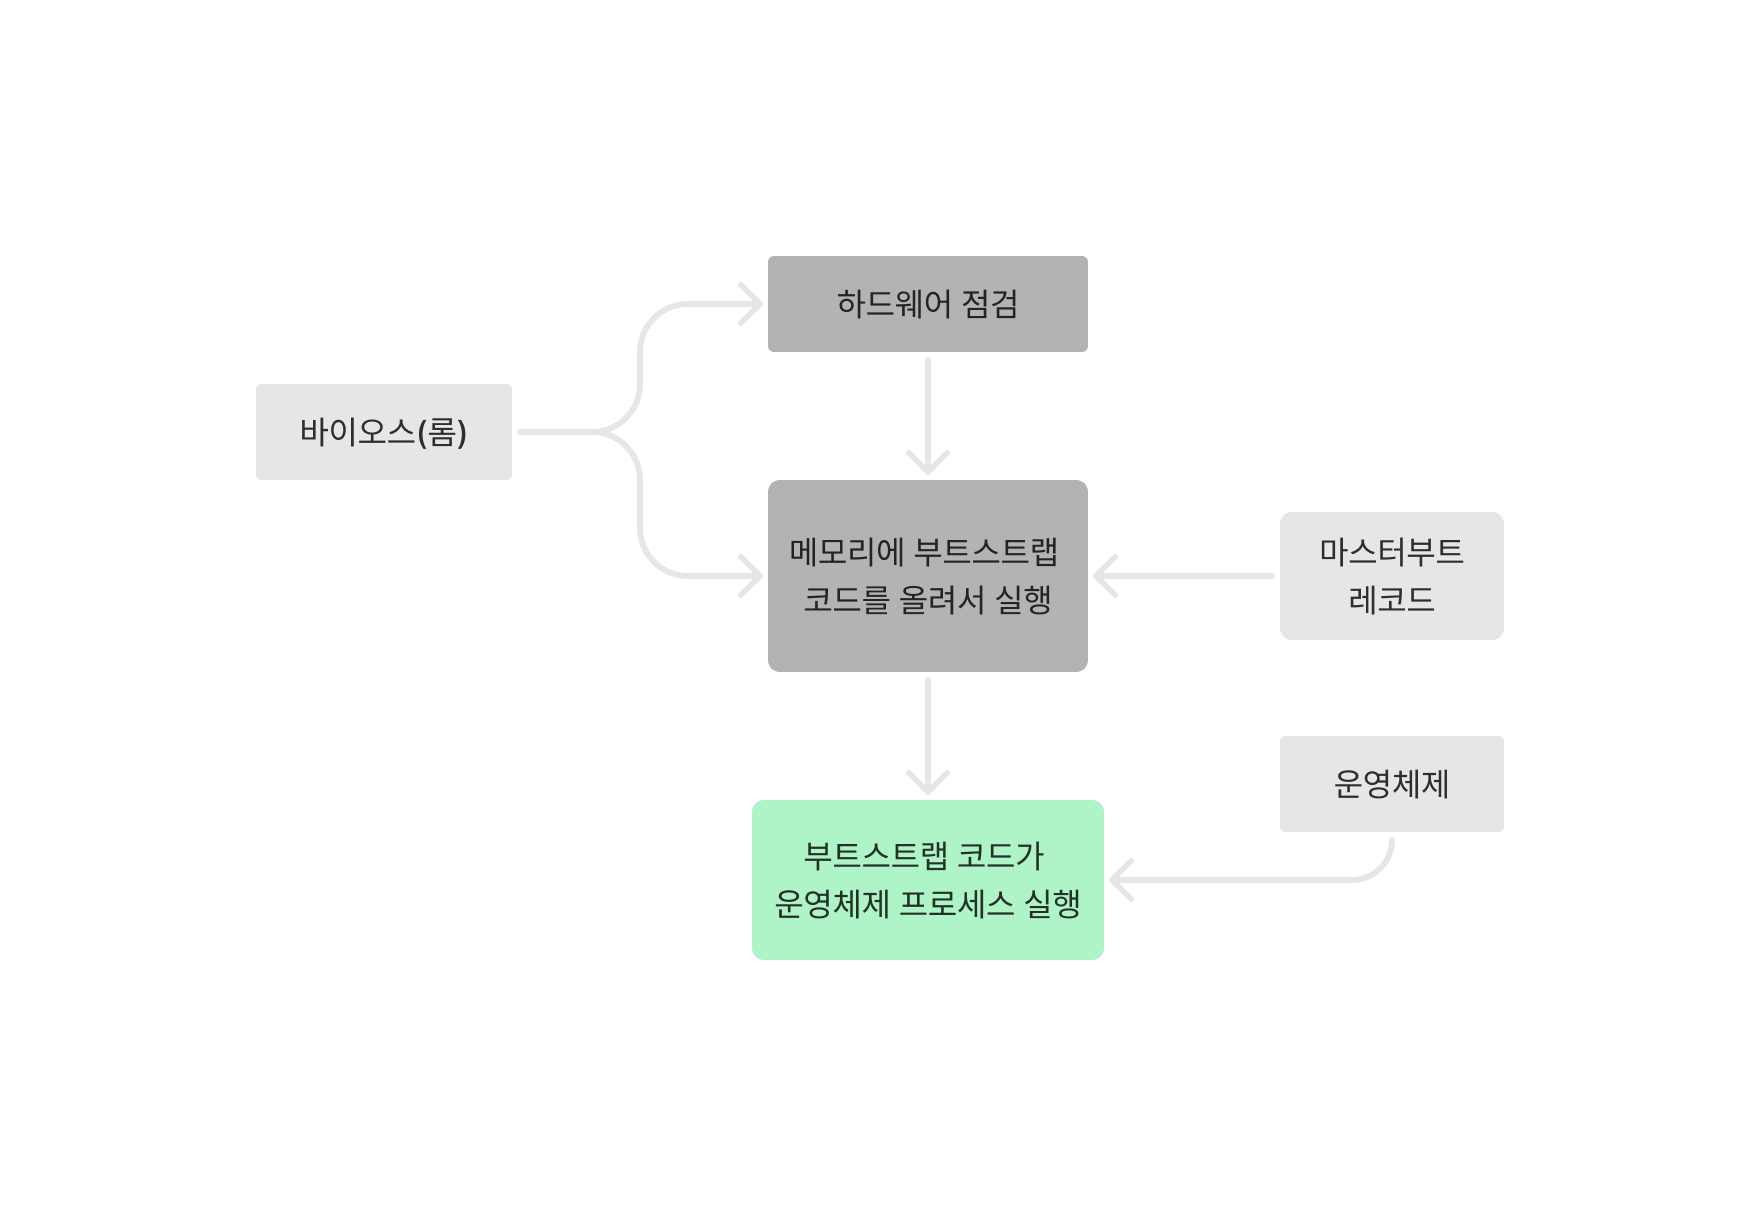 하드웨어 점검
바이오스(롬)
메모리에 부트스트랩
코드를 올려서 실행
마스터부트
레코드
운영체제
부트스트랩 코드가
운영체제 프로세스 실행